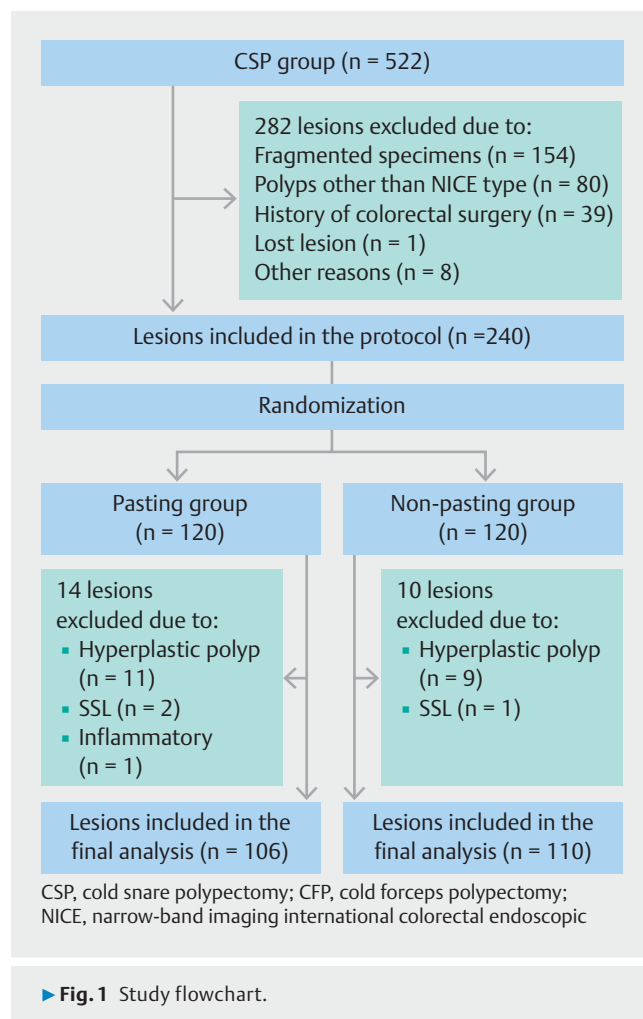 CSP group (n = 522)
282 lesions excluded due to:
Fragmented specimens (n = 154)
Polyps other than NICE type (n = 80)
History of colorectal surgery (n = 39)
Lost lesion (n = 1)
Other reasons (n = 8)
Lesions included in the protocol (n =240)
Randomization
Pasting group
(n = 120)
Non-pasting group
(n = 120)
14 lesions
excluded due to:
▪ Hyperplastic polyp
(n = 11)
▪ SSL (n = 2)
▪ Inflammatory
(n = 1)
10 lesions
excluded due to:
▪ Hyperplastic polyp
(n = 9)
▪ SSL (n = 1)
Lesions included in the
final analysis (n = 106)
Lesions included in the
final analysis (n = 110)
CSP, cold snare polypectomy; CFP, cold forceps polypectomy;
NICE, narrow-band imaging international colorectal endoscopic
▶ Fig. 1 Study flowchart.